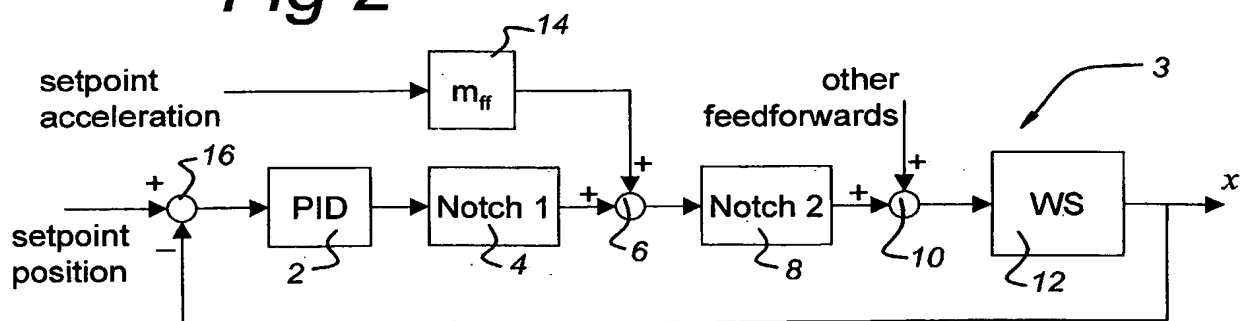 Fig 2
14
setpoint
acceleration
m_ff
other
feedforwards
3
16
+
+
+
PID
Notch 1
+
Notch 2
+
WS
x
setpoint
position
−
2
4
6
8
10
12